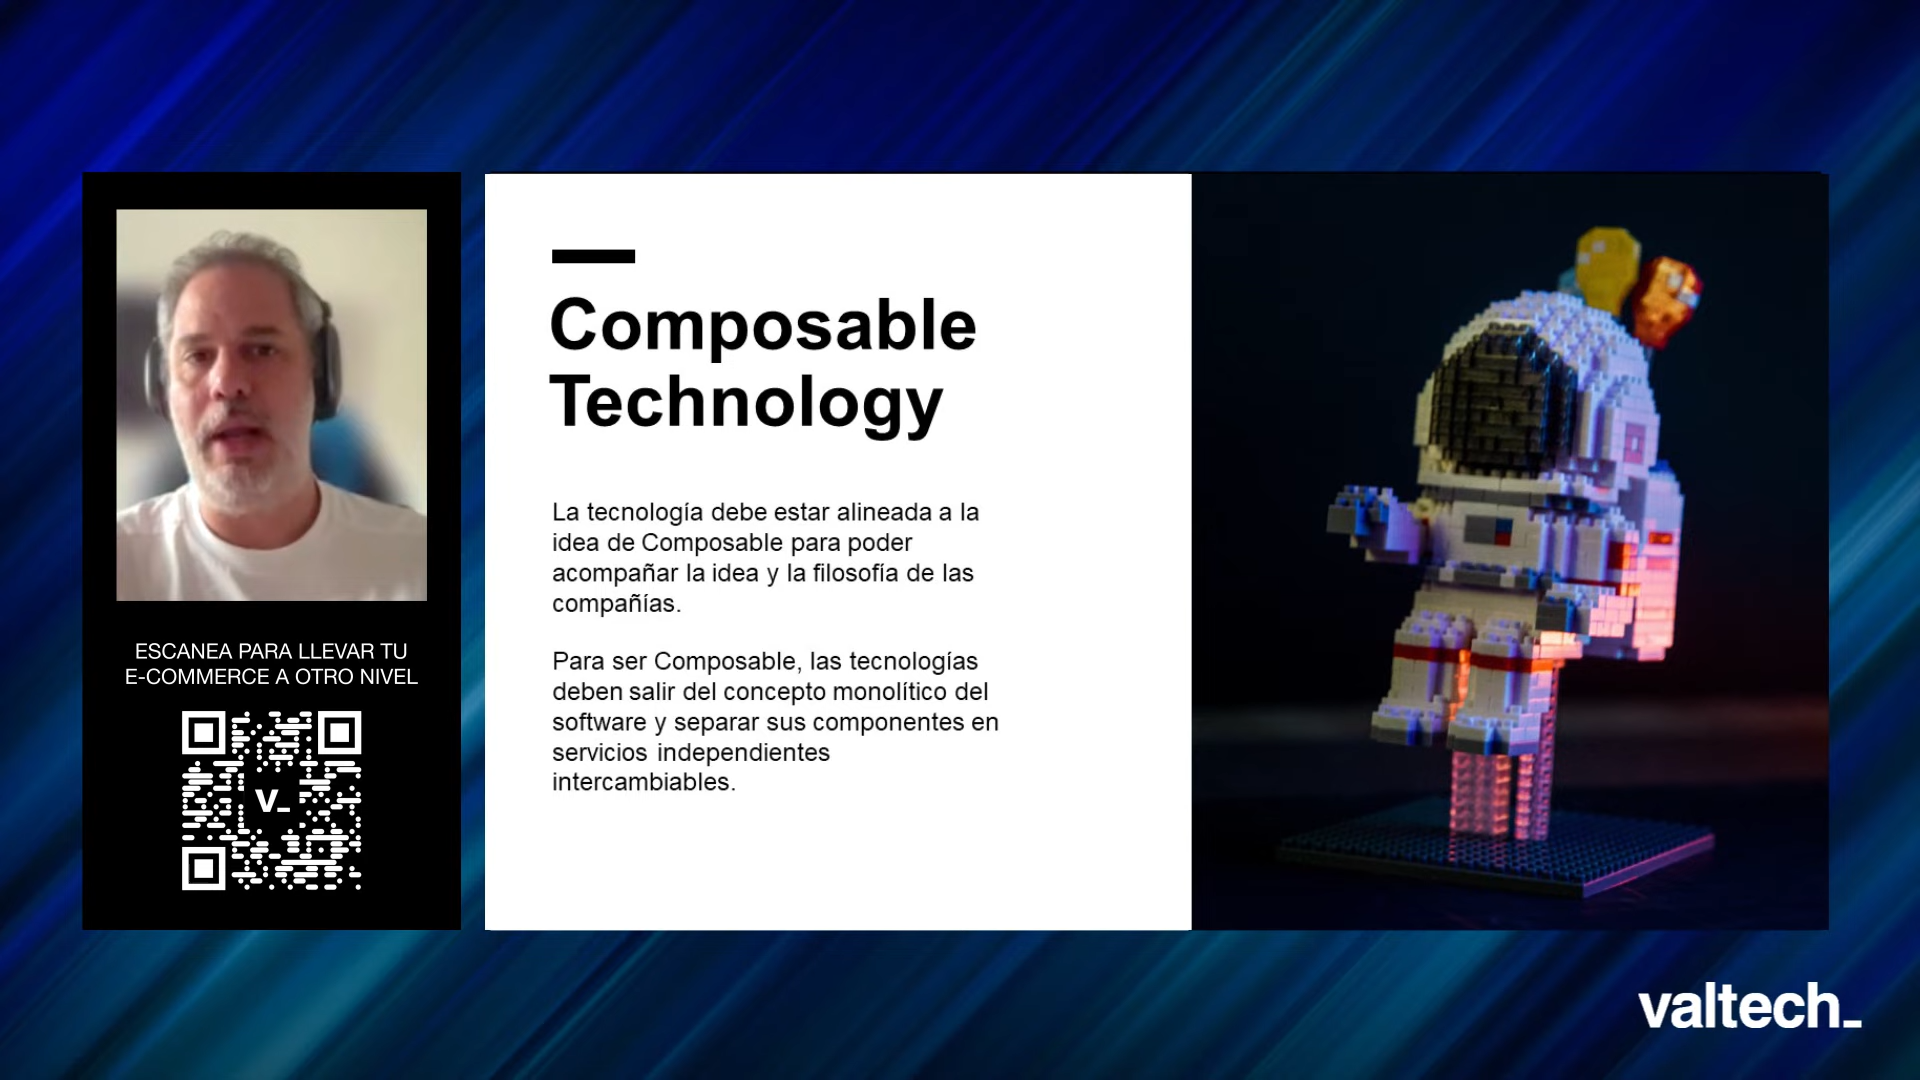 ESCANEA PARA LLEVAR TU
E-COMMERCE A OTRO NIVEL
V_
Composable
Technology
La tecnología debe estar alineada a la
idea de Composable para poder
acompañar la idea y la filosofía de las
compañías.
Para ser Composable, las tecnologías
deben salir del concepto monolítico del
software y separar sus componentes en
servicios independientes
intercambiables.
valtech_